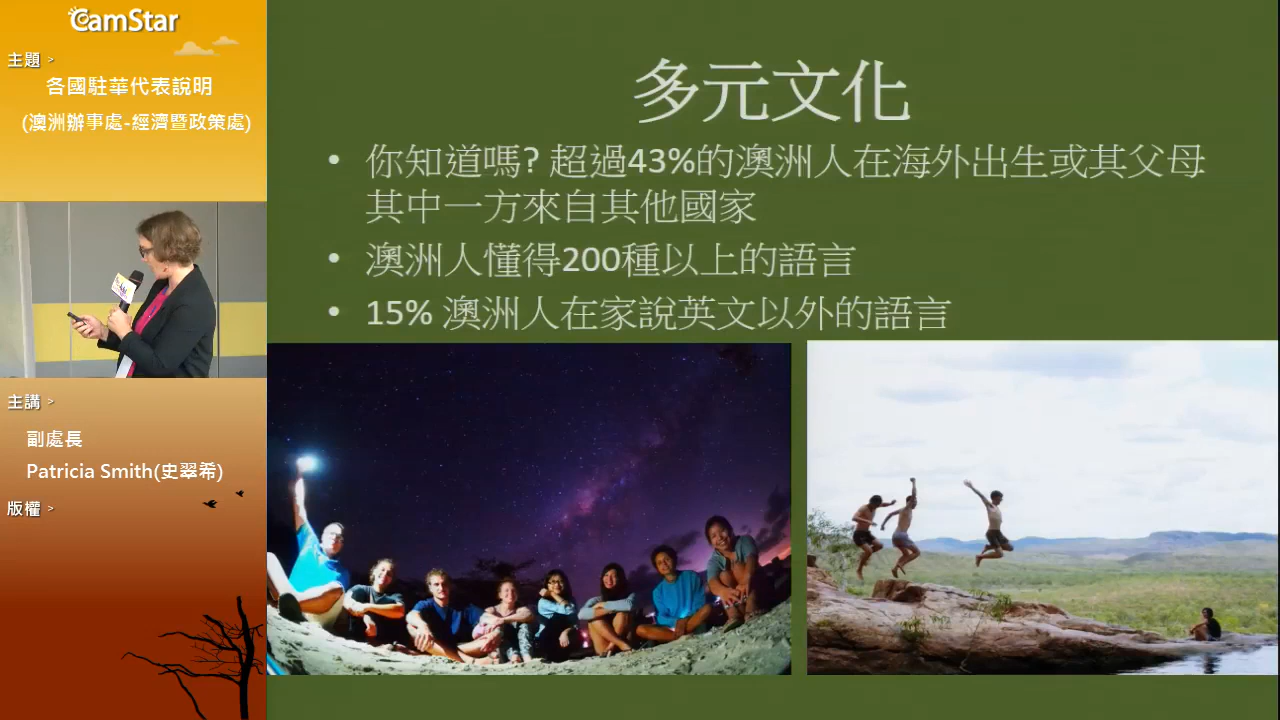 CamStar
主題 >
各國駐華代表說明
(澳洲辦事處-經濟暨政策處)
主講 >
副處長
Patricia Smith(史翠希)
版權 >
多元文化
• 你知道嗎? 超過43%的澳洲人在海外出生或其父母
其中一方來自其他國家
• 澳洲人懂得200種以上的語言
• 15% 澳洲人在家說英文以外的語言